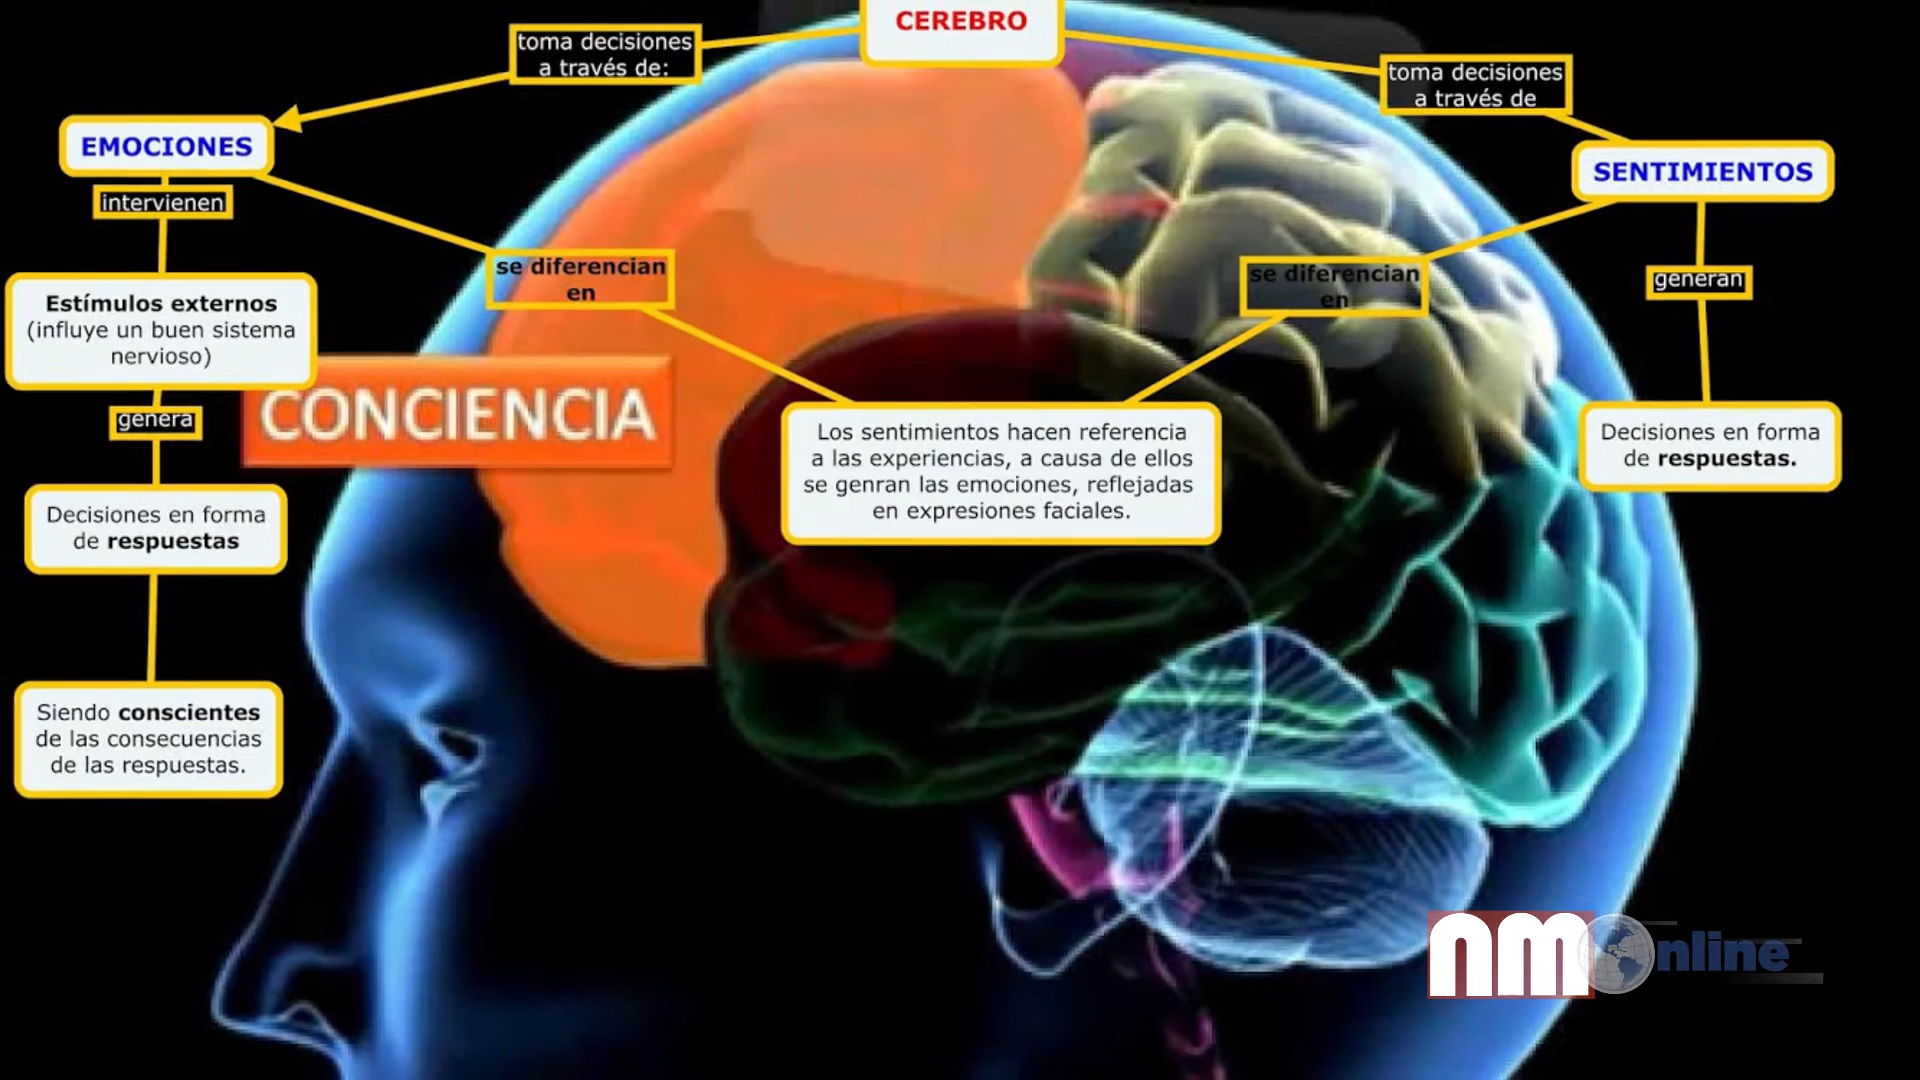 CEREBRO
toma decisiones
a través de:
toma decisiones
a través de
EMOCIONES
SENTIMIENTOS
intervienen
se diferencian
en
se diferencian
en
generan
Estímulos externos
(influye un buen sistema
nervioso)
CONCIENCIA
genera
Los sentimientos hacen referencia
a las experiencias, a causa de ellos
se genran las emociones, reflejadas
en expresiones faciales.
Decisiones en forma
de respuestas.
Decisiones en forma
de respuestas
Siendo conscientes
de las consecuencias
de las respuestas.
nm Online